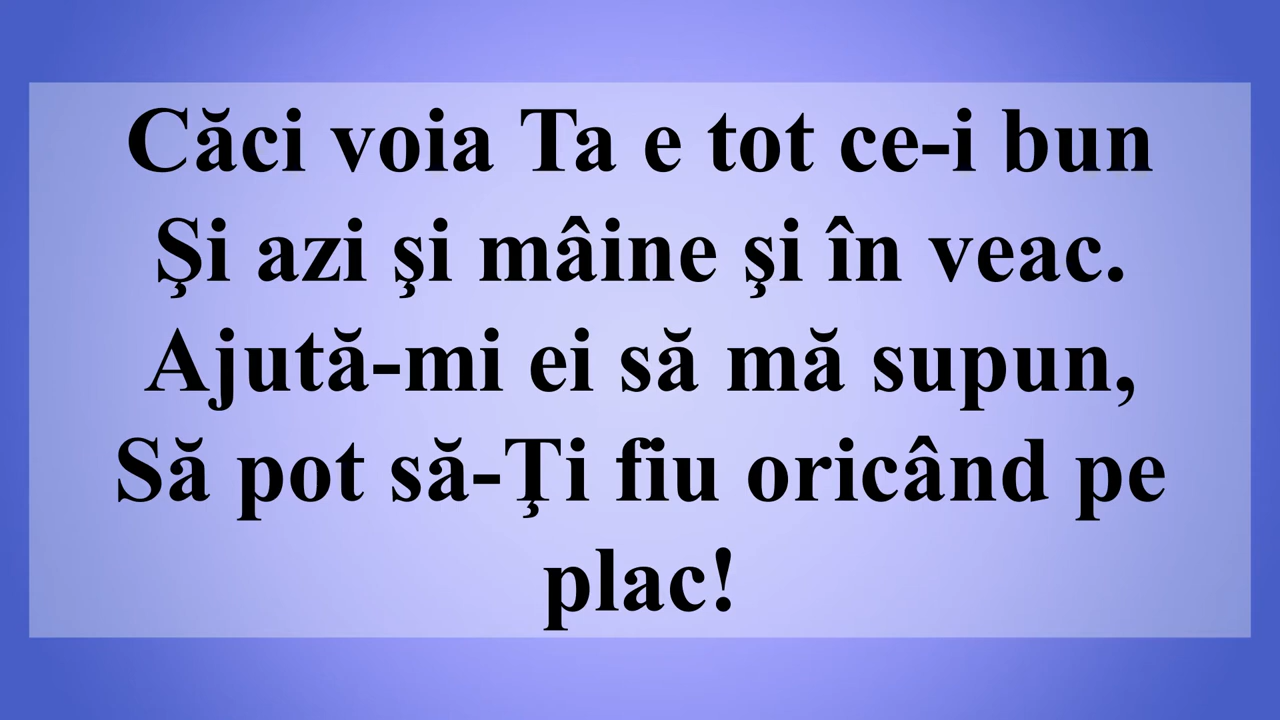 Căci voia Ta e tot ce-i bun
Şi azi şi mâine şi în veac.
Ajută-mi ei să mă supun,
Să pot să-Ţi fiu oricând pe
plac!